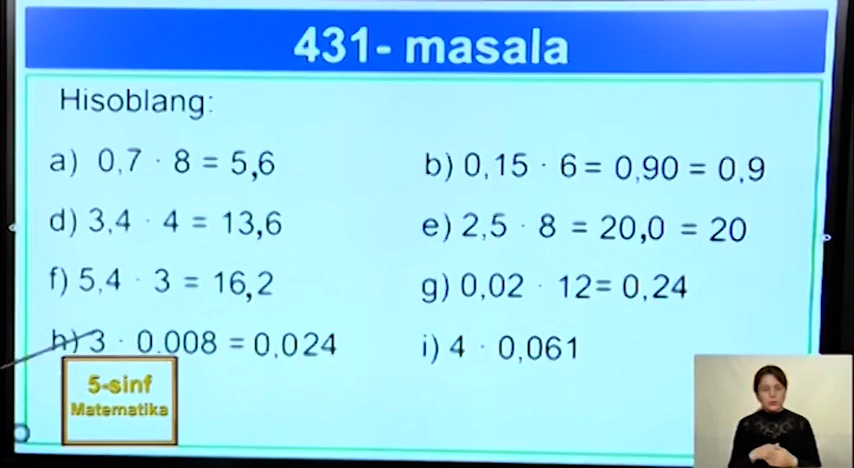 431- masala
Hisoblang:
a) 0,7 · 8 = 5,6
b) 0,15 · 6= 0,90 = 0,9
d) 3,4 · 4 = 13,6
e) 2,5 · 8 = 20,0 = 20
f) 5,4 · 3 = 16,2
g) 0,02 · 12= 0,24
h) 3 · 0.008 = 0,024
i) 4 · 0,061
5-sinf
Matematika